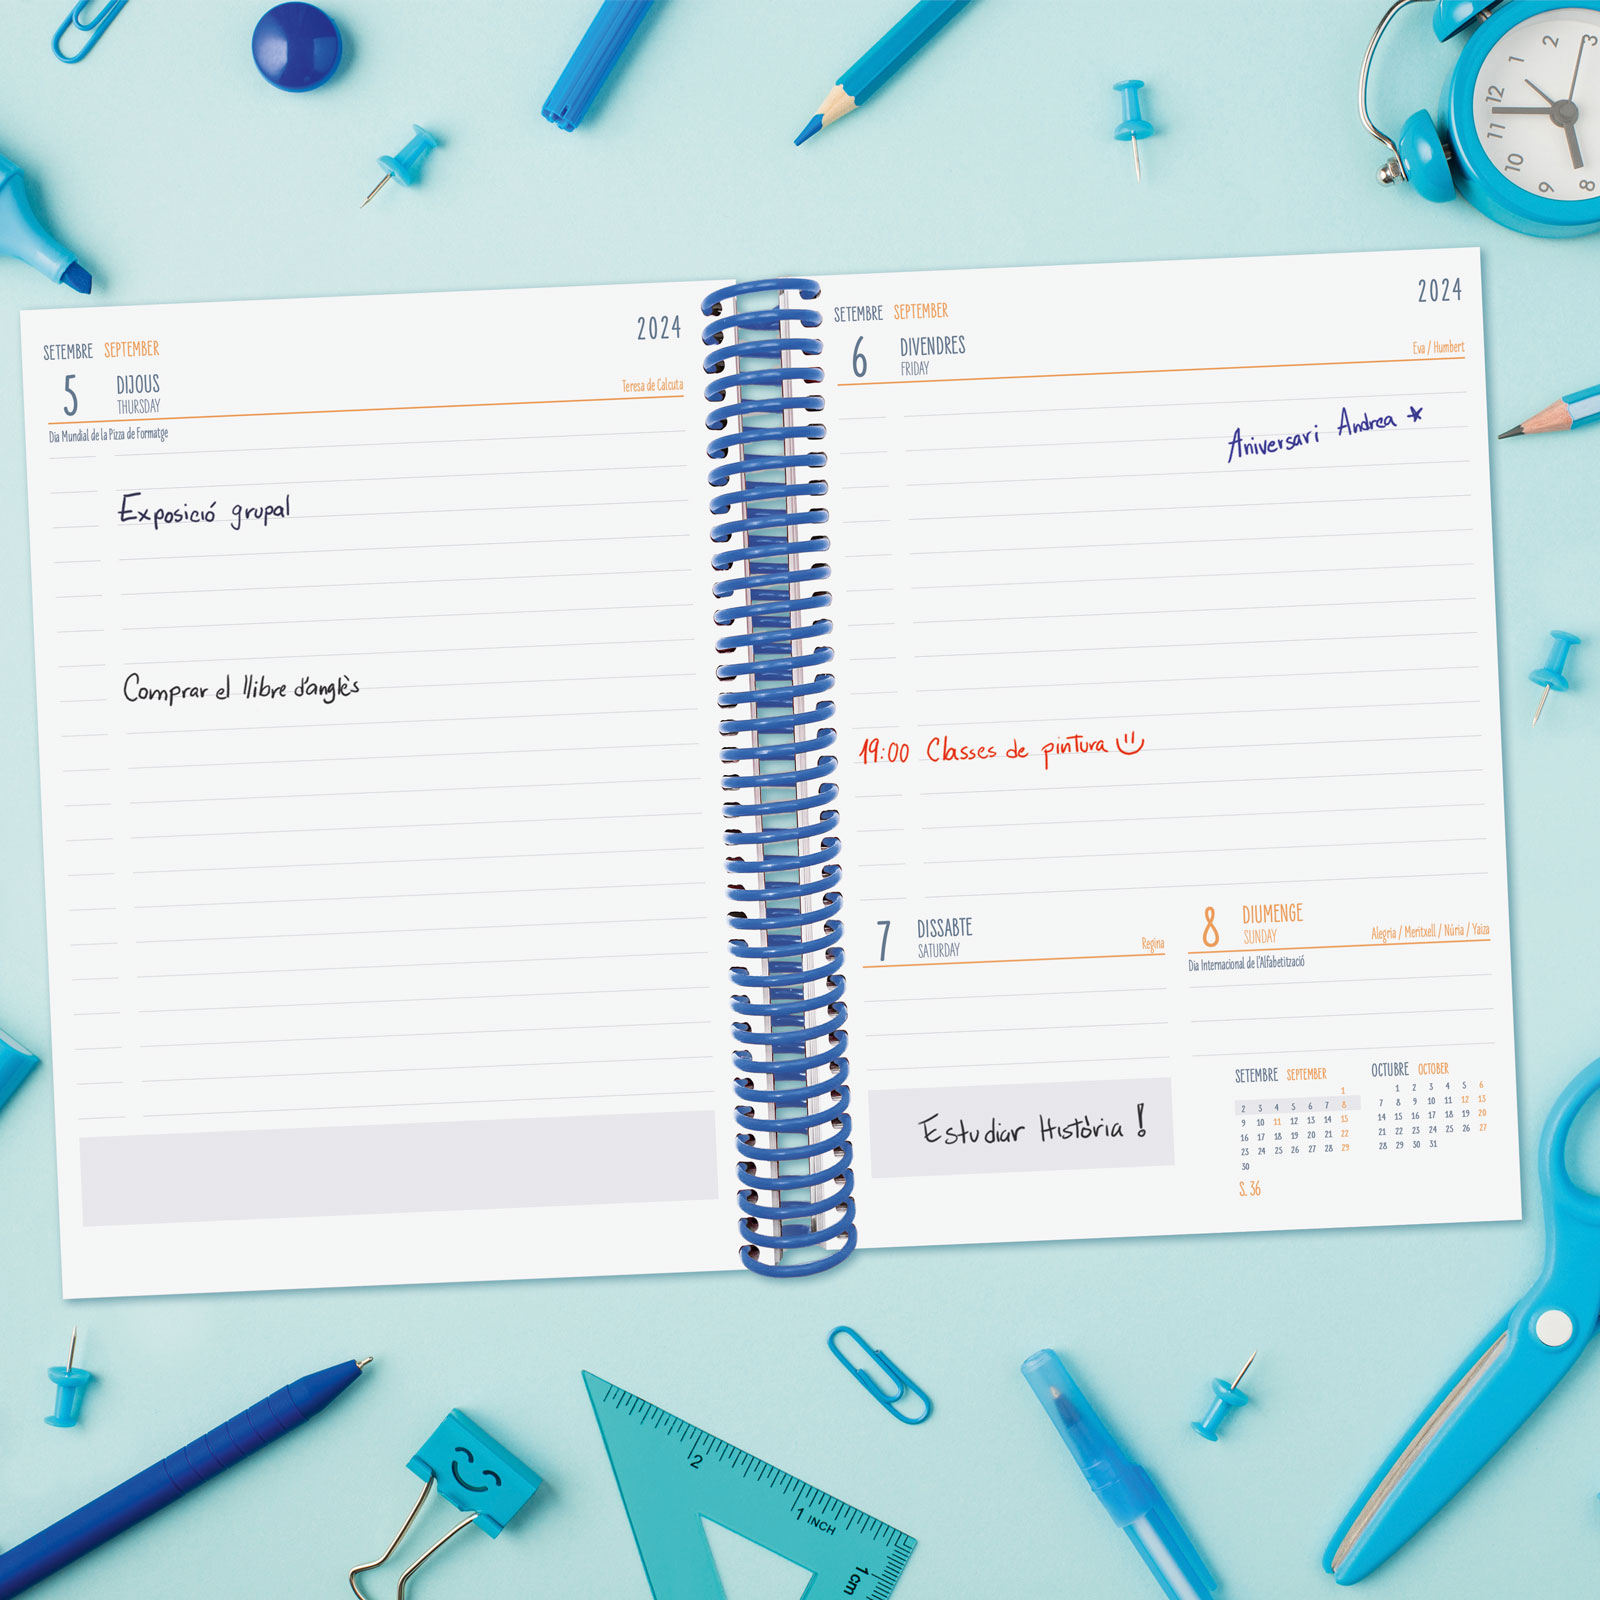 SETEMBRE SEPTEMBER
2024
5 DIJOUS
THURSDAY
Teresa de Calcuta
Dia Mundial de la Pizza de Formatge
Exposició grupal
Comprar el llibre d'anglès
SETEMBRE SEPTEMBER
2024
6 DIVENDRES
FRIDAY
Eva / Humbert
Aniversari Andrea
19:00 Classes de pintura
7 DISSABTE
SATURDAY
Regina
Estudiar Història!
8 DIUMENGE
SUNDAY
Alegria / Meritxell / Núria / Yaiza
Dia Internacional de l'Alfabetització
SETEMBRE SEPTEMBER
1
2 3 4 5 6 7 8
9 10 11 12 13 14 15
16 17 18 19 20 21 22
23 24 25 26 27 28 29
30
S. 36
OCTUBRE OCTOBER
1 2 3 4 5 6
7 8 9 10 11 12 13
14 15 16 17 18 19 20
21 22 23 24 25 26 27
28 29 30 31
12 1 2 3
11 10 9 8
2
1 INCH
1 cm